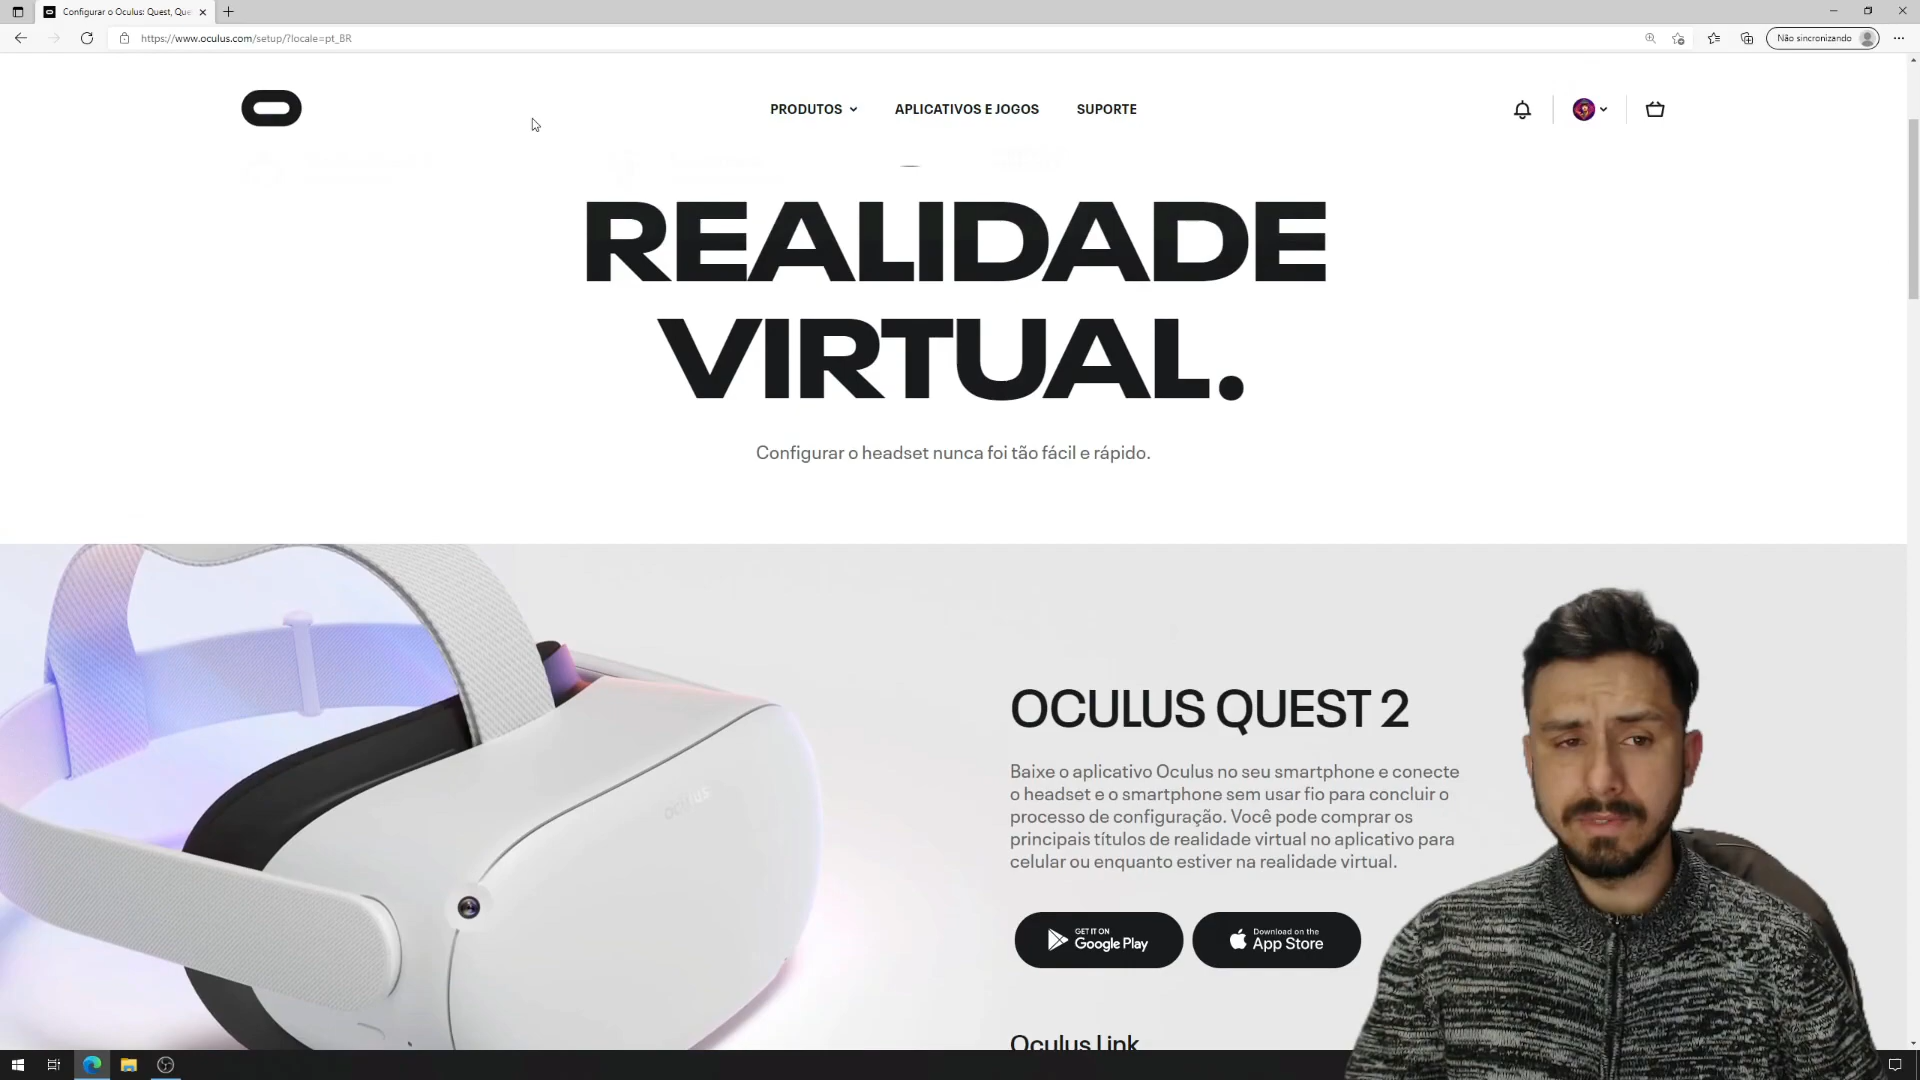 Configurar o Oculus: Quest, Que
https://www.oculus.com/setup/?locale=pt_BR
Não sincronizando
PRODUTOS
APLICATIVOS E JOGOS
SUPORTE
REALIDADE
VIRTUAL.
Configurar o headset nunca foi tão fácil e rápido.
oculus
OCULUS QUEST 2
Baixe o aplicativo Oculus no seu smartphone e conecte
o headset e o smartphone sem usar fio para concluir o
processo de configuração. Você pode comprar os
principais títulos de realidade virtual no aplicativo para
celular ou enquanto estiver na realidade virtual.
GET IT ON
Google Play
Download on the
App Store
Oculus Link